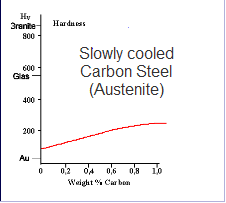 Hv
Hardness
Granite
800
Slowly cooled
Carbon Steel
(Austenite)
600
Glas
400
200
Au
0 0,2 0,4 0,6 0,8 1,0
Weight % Carbon